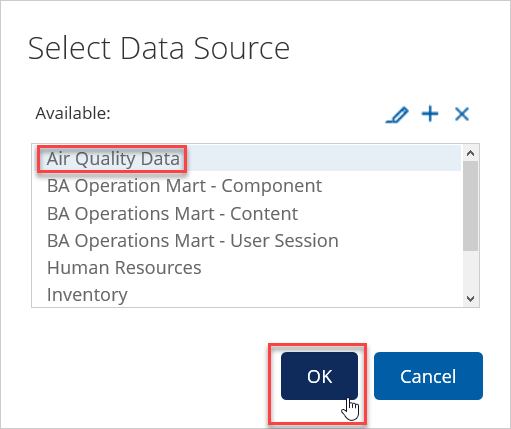 Select Data Source
Available:
Air Quality Data
BA Operation Mart - Component
BA Operations Mart - Content
BA Operations Mart - User Session
Human Resources
Inventory
OK
Cancel